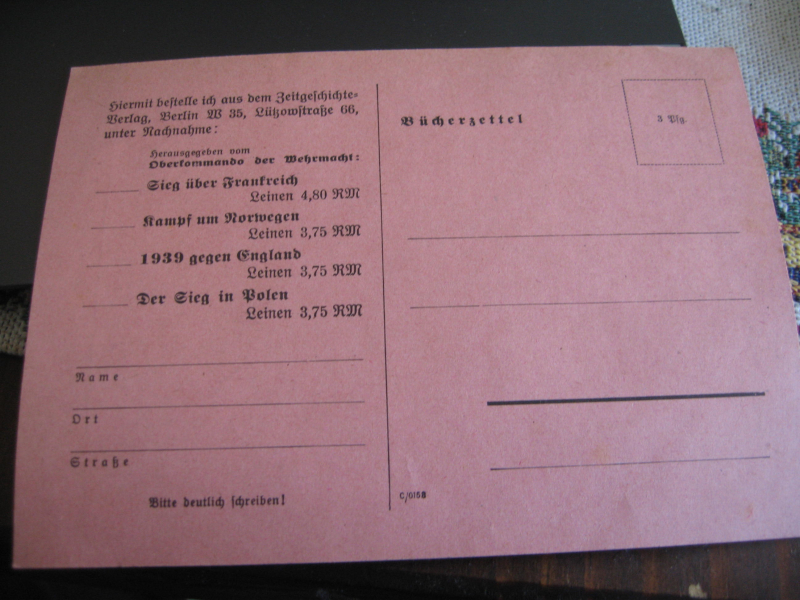 Hiermit bestelle ich aus dem Zeitgeschichte-
Verlag, Berlin W 35, Lützowstraße 66,
unter Nachnahme:
Herausgegeben vom
Oberkommando der Wehrmacht:
Sieg über Frankreich
Leinen 4,80 RM
Kampf um Norwegen
Leinen 3,75 RM
1939 gegen England
Leinen 3,75 RM
Der Sieg in Polen
Leinen 3,75 RM
Name
Ort
Straße
Bitte deutlich schreiben!
Bücherzettel
3 Pfg.
C/0168